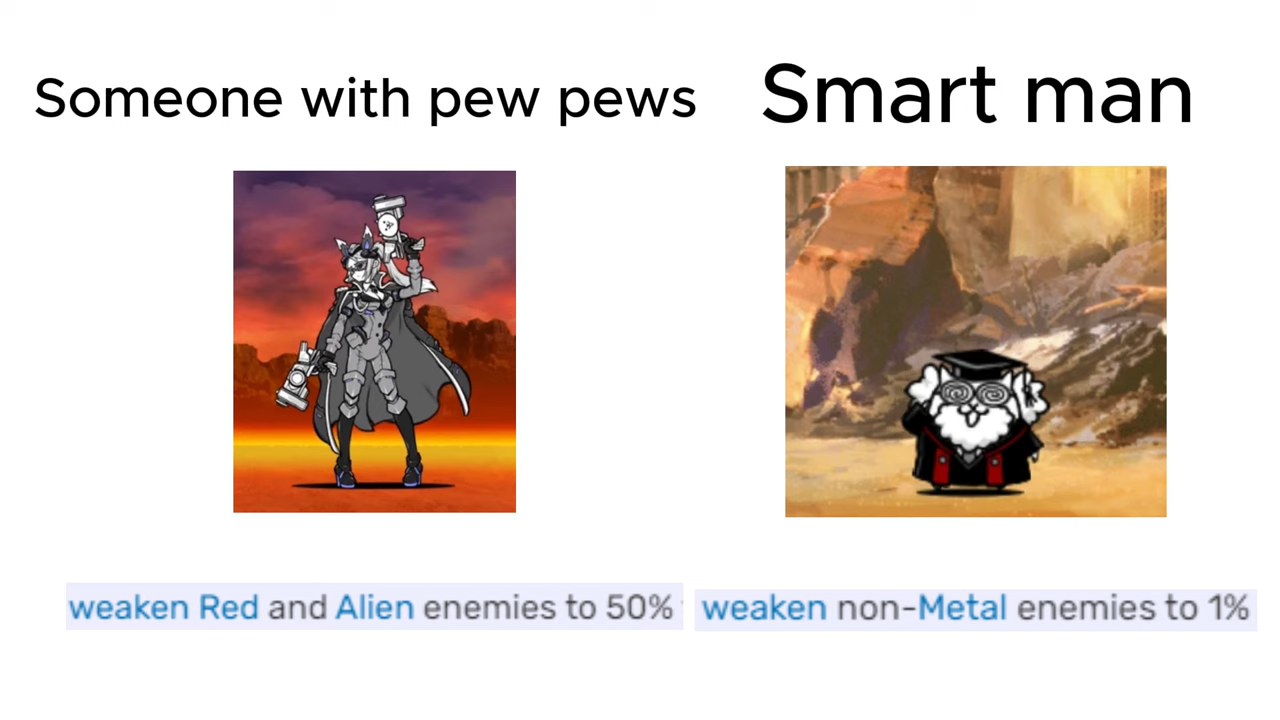 Someone with pew pews
Smart man
weaken Red and Alien enemies to 50%
weaken non-Metal enemies to 1%